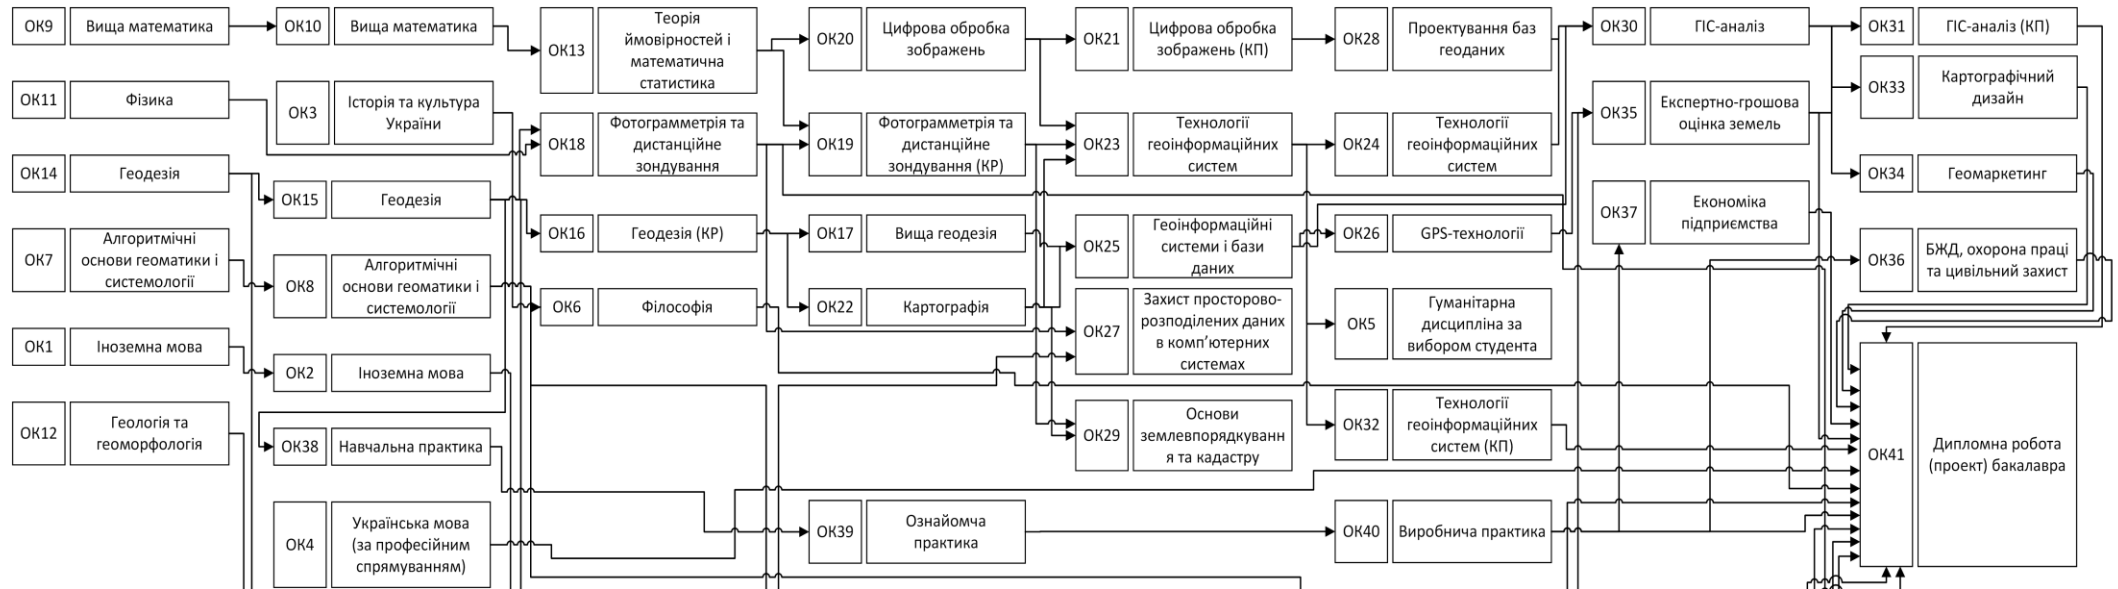 ОК9
Вища математика
ОК10
Вища математика
ОК13
Теорія
ймовірностей і
математична
статистика
ОК20
Цифрова обробка
зображень
ОК21
Цифрова обробка
зображень (КП)
ОК28
Проектування баз
геоданих
ОК30
ГІС-аналіз
ОК31
ГІС-аналіз (КП)
ОК11
Фізика
ОК3
Історія та культура
України
ОК18
Фотограмметрія та
дистанційне
зондування
ОК19
Фотограмметрія та
дистанційне
зондування (КР)
ОК23
Технології
геоінформаційних
систем
ОК24
Технології
геоінформаційних
систем
ОК35
Експертно-грошова
оцінка земель
ОК33
Картографічний
дизайн
ОК14
Геодезія
ОК15
Геодезія
ОК16
Геодезія (КР)
ОК17
Вища геодезія
ОК25
Геоінформаційні
системи і бази
даних
ОК26
GPS-технології
ОК37
Економіка
підприємства
ОК34
Геомаркетинг
ОК7
Алгоритмічні
основи геоматики і
системології
ОК8
Алгоритмічні
основи геоматики і
системології
ОК6
Філософія
ОК22
Картографія
ОК27
Захист просторово-
розподілених даних
в комп’ютерних
системах
ОК5
Гуманітарна
дисципліна за
вибором студента
ОК36
БЖД, охорона праці
та цивільний захист
ОК1
Іноземна мова
ОК2
Іноземна мова
ОК12
Геологія та
геоморфологія
ОК38
Навчальна практика
ОК29
Основи
землевпорядкуванн
я та кадастру
ОК32
Технології
геоінформаційних
систем (КП)
ОК41
Дипломна робота
(проект) бакалавра
ОК4
Українська мова
(за професійним
спрямуванням)
ОК39
Ознайомча
практика
ОК40
Виробнича практика